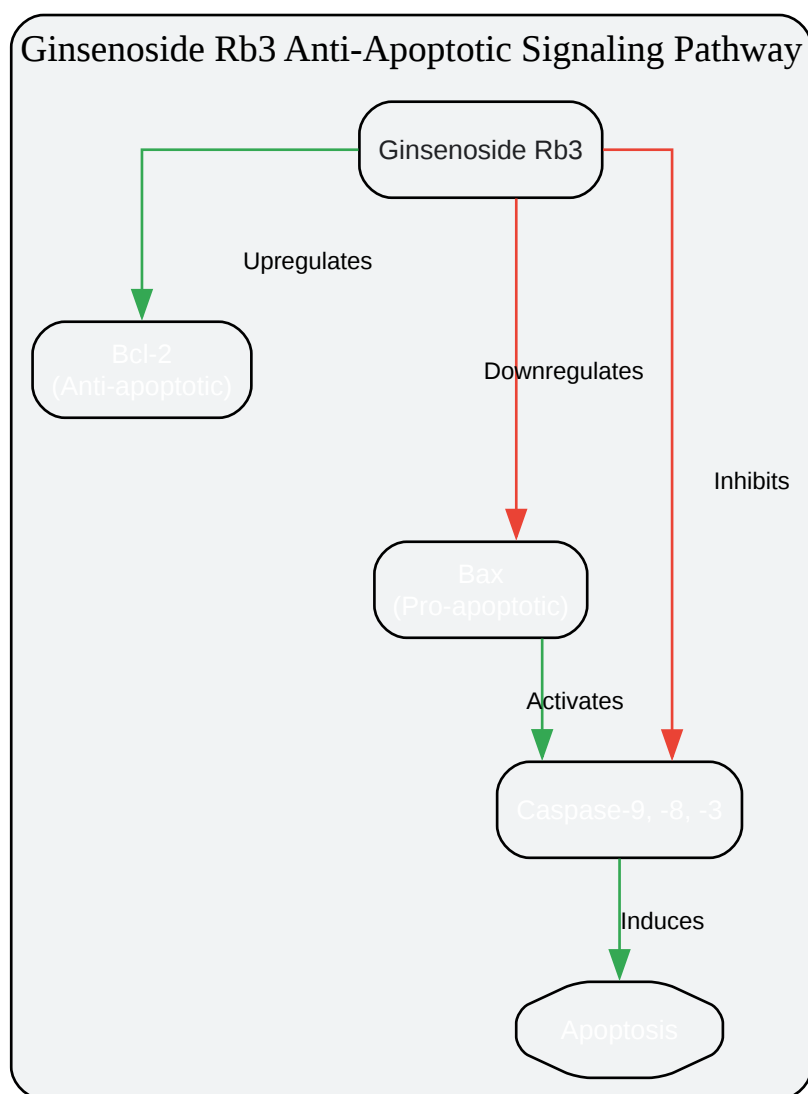 Ginsenoside Rb3 Anti-Apoptotic Signaling Pathway
Ginsenoside Rb3
Upregulates
Bcl-2
(Anti-apoptotic)
Downregulates
Inhibits
Bax
(Pro-apoptotic)
Activates
Caspase-9, -8, -3
Induces
Apoptosis